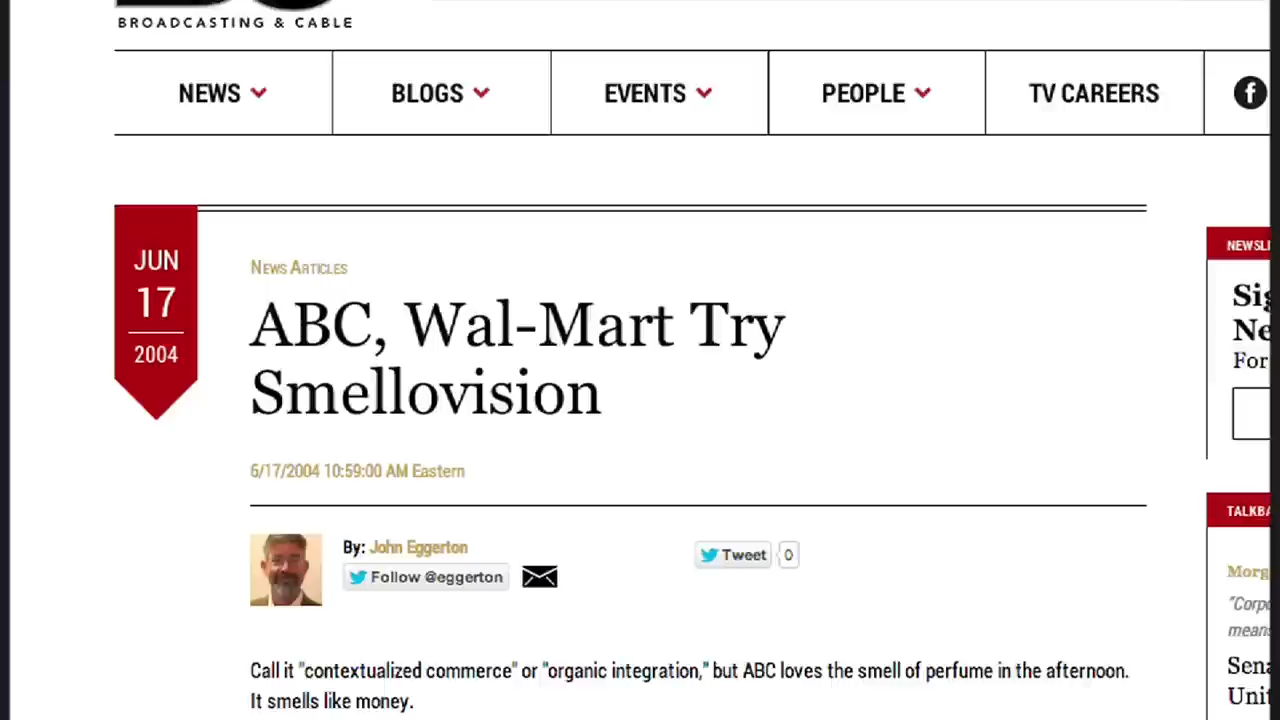 BROADCASTING & CABLE
NEWS BLOGS EVENTS PEOPLE TV CAREERS
JUN
17
2004
News Articles
ABC, Wal-Mart Try
Smellovision
6/17/2004 10:59:00 AM Eastern
By: John Eggerton
Follow @eggerton
Tweet 0
Call it "contextualized commerce" or "organic integration," but ABC loves the smell of perfume in the afternoon.
It smells like money.
For